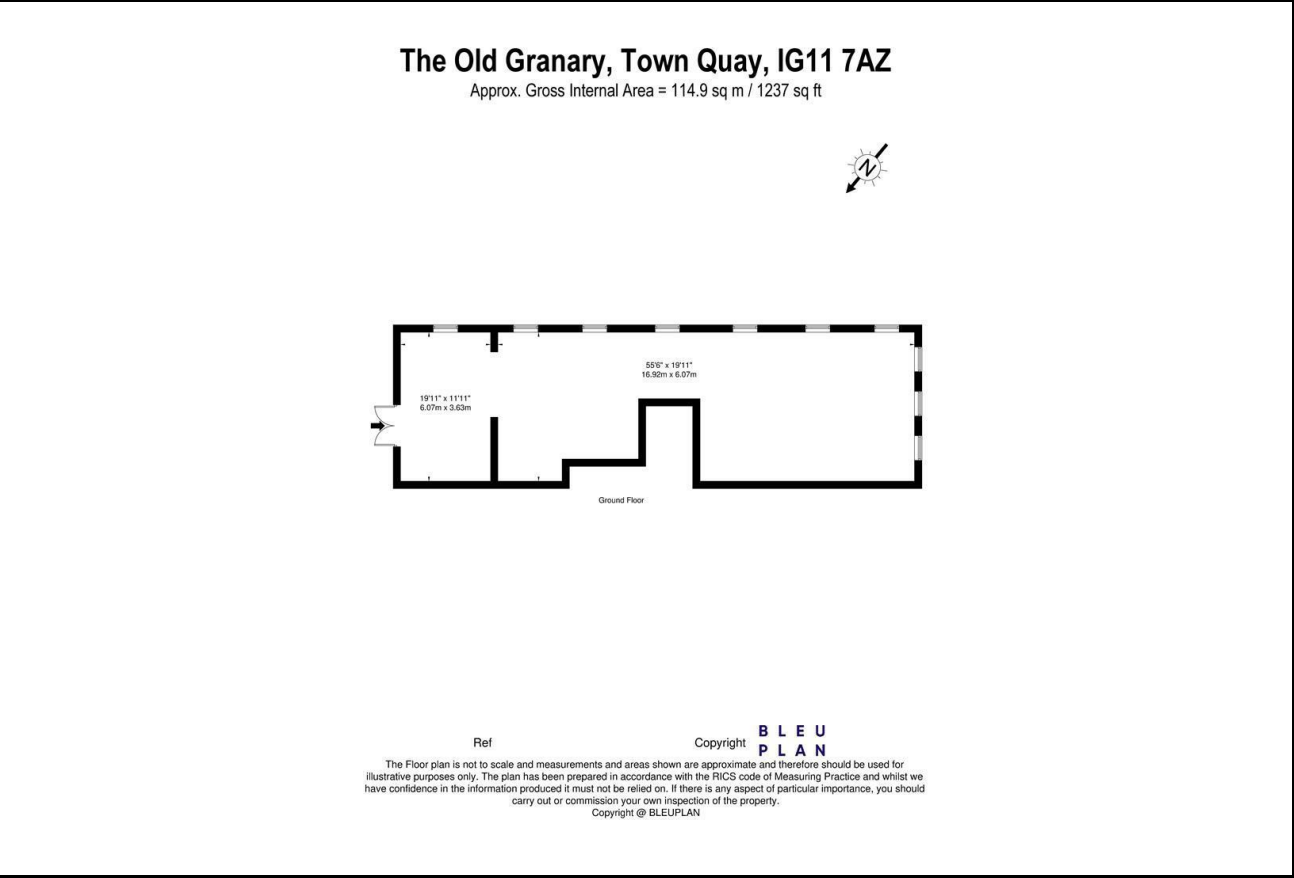 The Old Granary, Town Quay, IG11 7AZ
Approx. Gross Internal Area = 114.9 sq m / 1237 sq ft
N
55'6" x 19'11"
16.92m x 6.07m
19'11" x 11'11"
6.07m x 3.63m
Ground Floor
Ref
Copyright
BLEU
PLAN
The Floor plan is not to scale and measurements and areas shown are approximate and therefore should be used for
illustrative purposes only. The plan has been prepared in accordance with the RICS code of Measuring Practice and whilst we
have confidence in the information produced it must not be relied on. If there is any aspect of particular importance, you should
carry out or commission your own inspection of the property.
Copyright @ BLEUPLAN